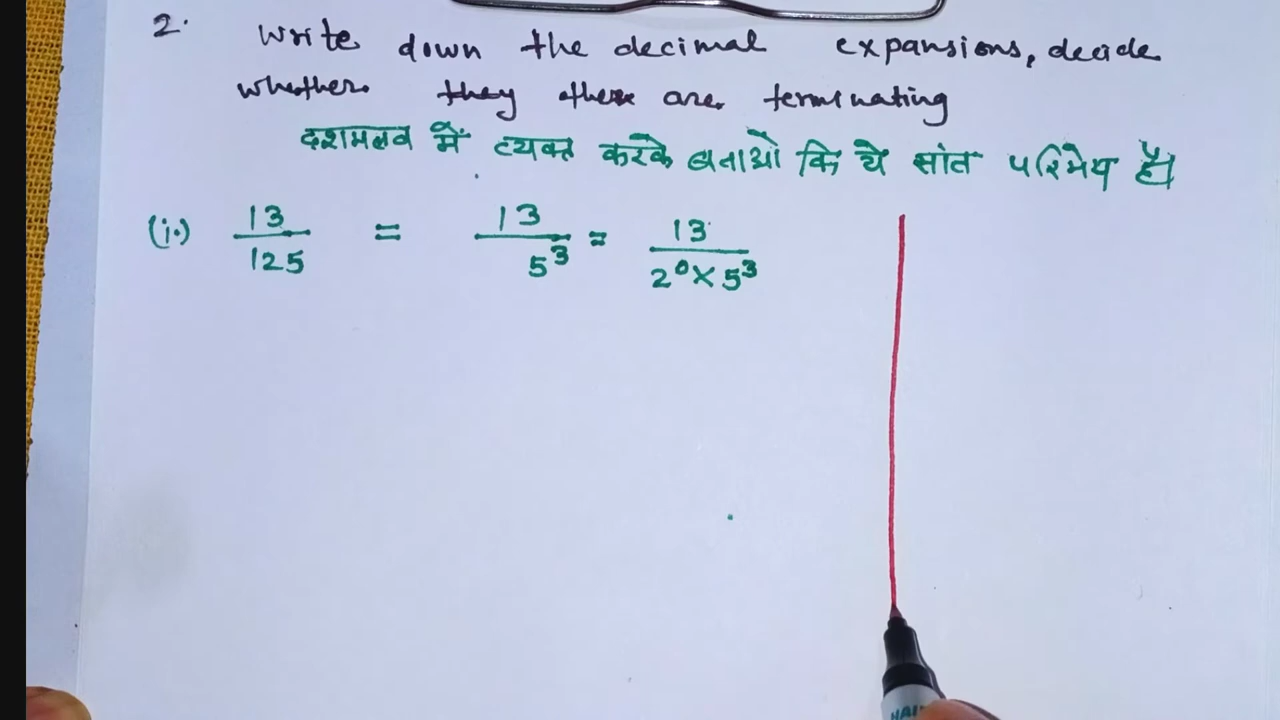 2. Write down the decimal expansions, decide
whether they these are terminating
दशमलव में व्यक्त करके बताओ कि ये सांत परिमेय है।
(i.) 13/125 = 13/5³ = 13/2⁰×5³